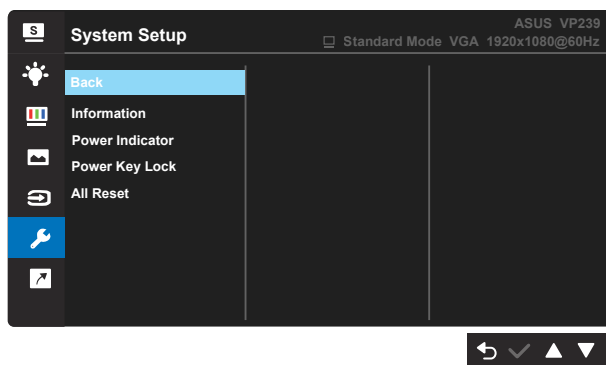 S
System Setup
ASUS VP239
Standard Mode VGA 1920x1080@60Hz
Back
Information
Power Indicator
Power Key Lock
All Reset